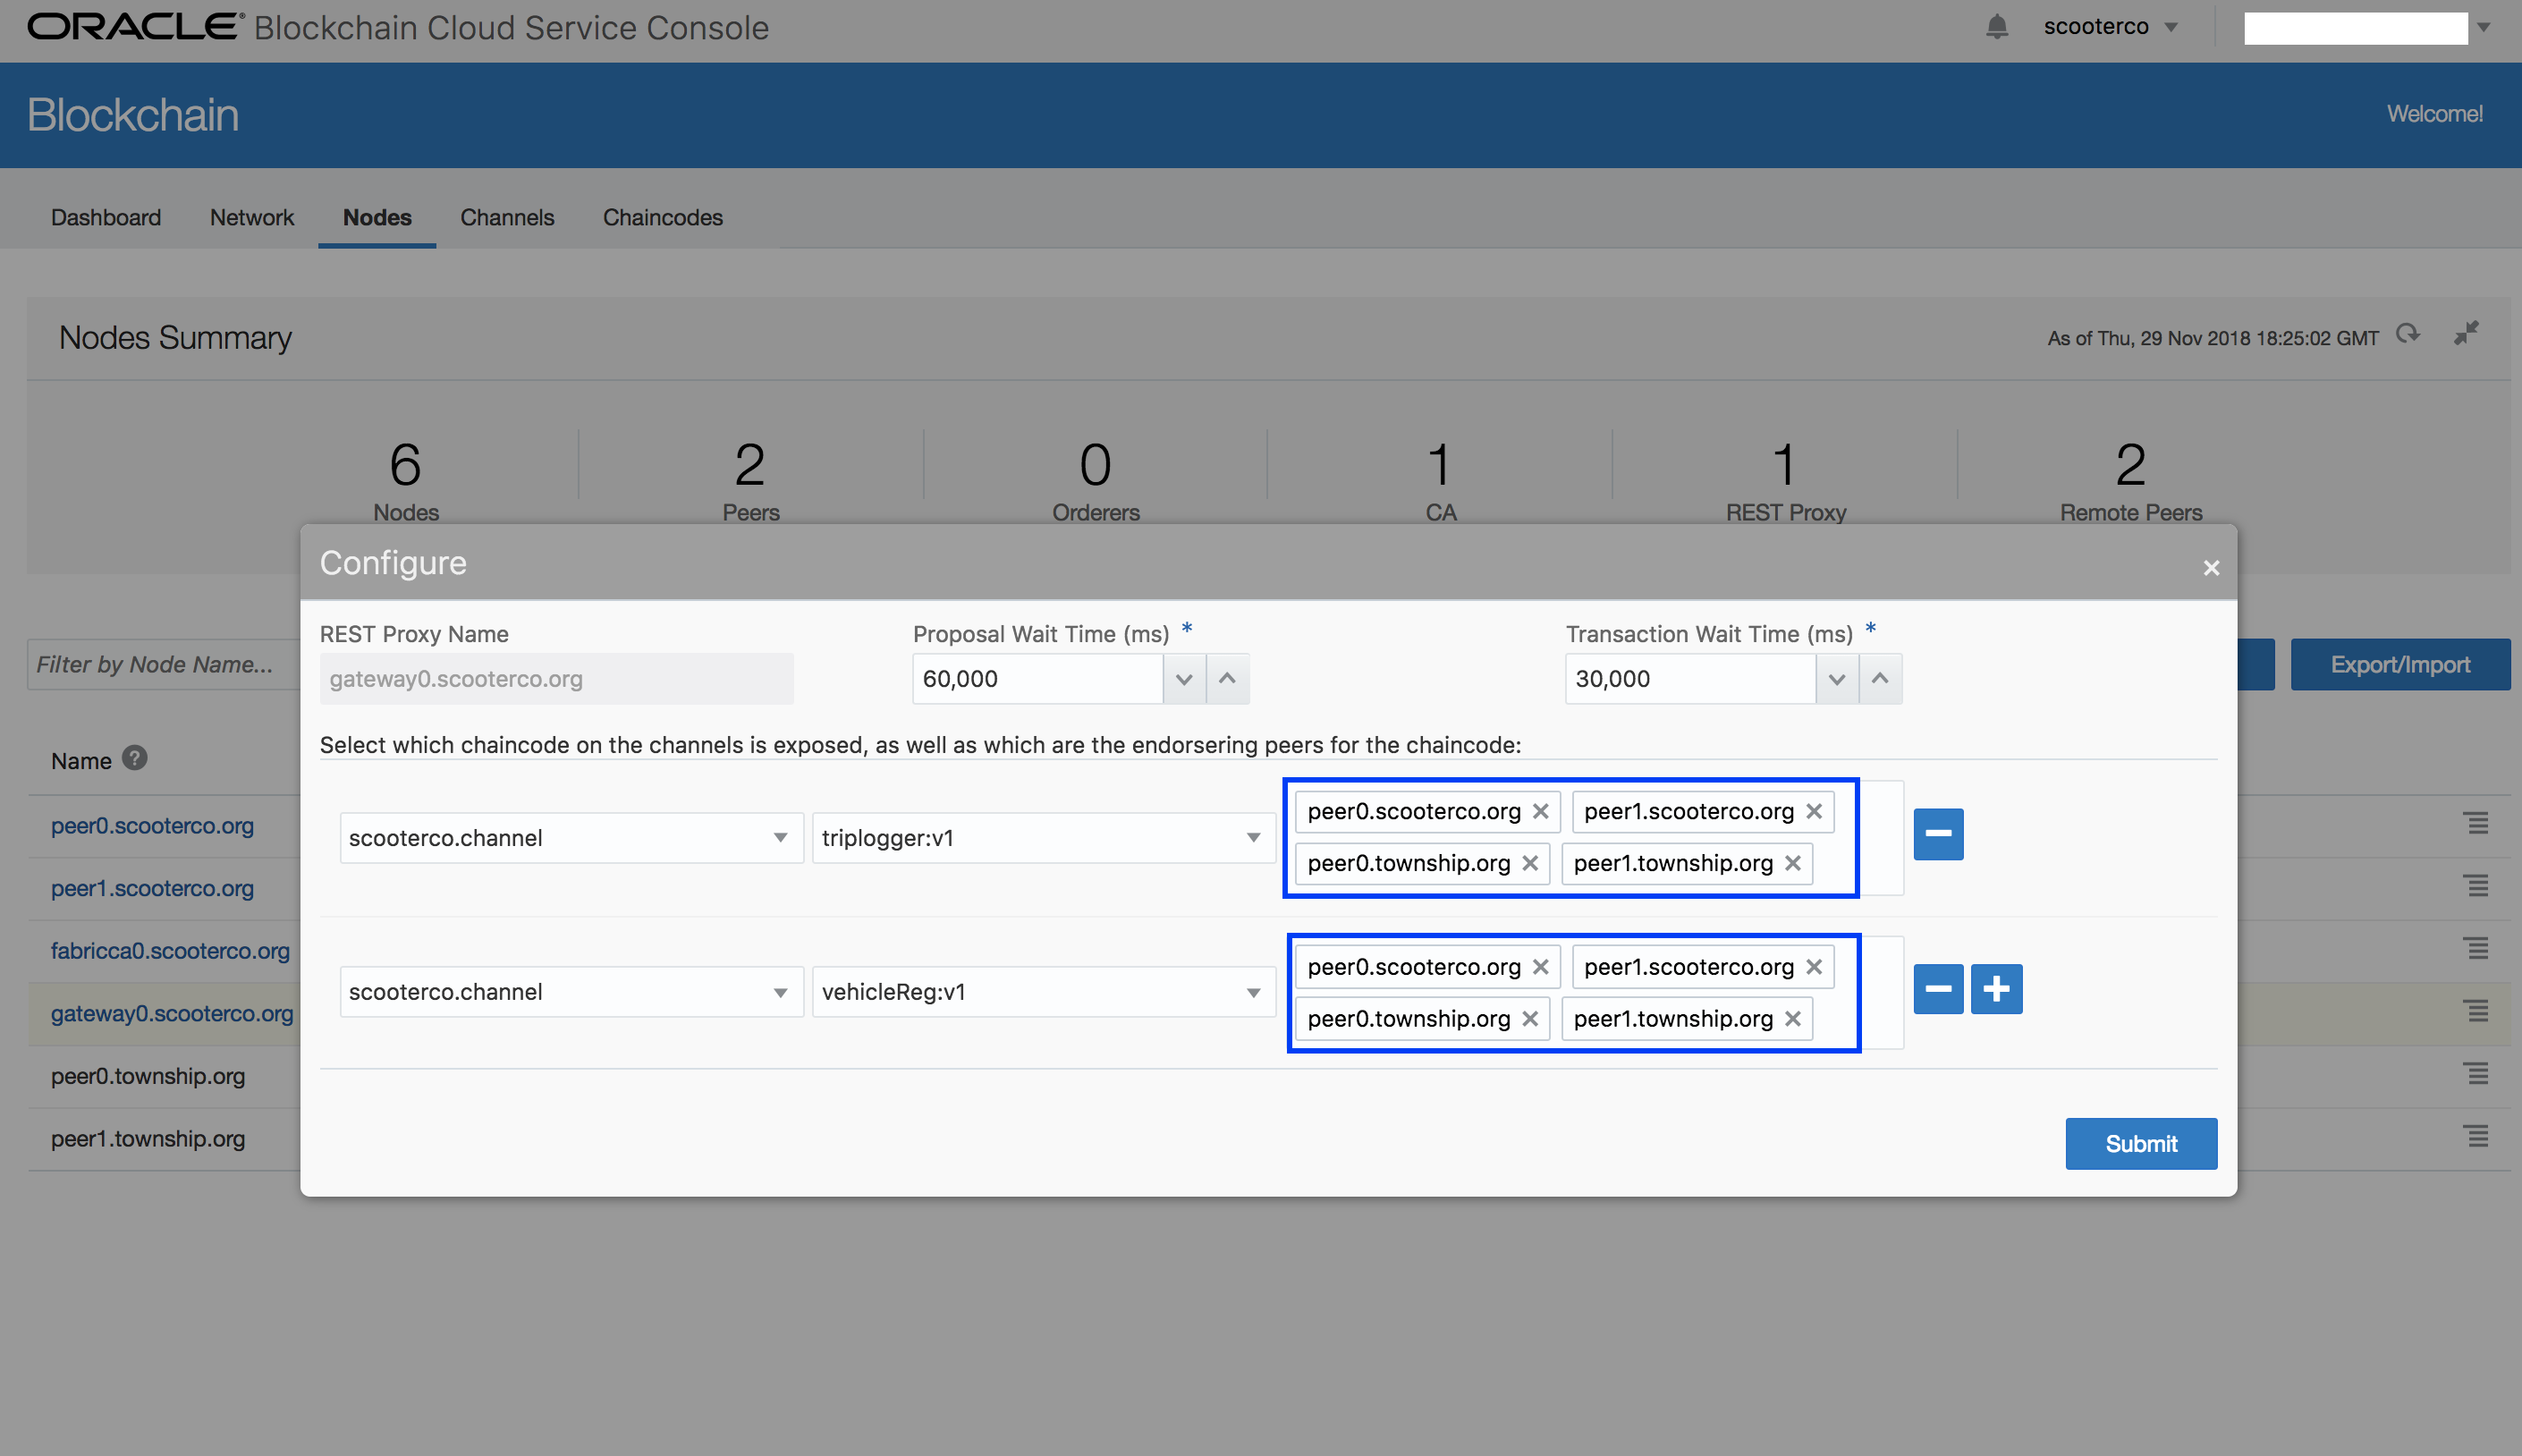 ORACLE® Blockchain Cloud Service Console
scooterco
Blockchain
Welcome!
Dashboard Network Nodes Channels Chaincodes
Nodes Summary
As of Thu, 29 Nov 2018 18:25:02 GMT
6 2 0 1 1 2
Nodes Peers Orderers CA REST Proxy Remote Peers
Configure ×
REST Proxy Name Proposal Wait Time (ms) * Transaction Wait Time (ms) *
Filter by Node Name... gateway0.scooterco.org 60,000 30,000 Export/Import
Select which chaincode on the channels is exposed, as well as which are the endorsering peers for the chaincode:
Name ?
peer0.scooterco.org × peer1.scooterco.org ×
scooterco.channel triplogger:v1
peer0.township.org × peer1.township.org ×
peer0.scooterco.org × peer1.scooterco.org ×
scooterco.channel vehicleReg:v1
peer0.township.org × peer1.township.org ×
peer0.scooterco.org
peer1.scooterco.org
fabricca0.scooterco.org
gateway0.scooterco.org
peer0.township.org
peer1.township.org
Submit